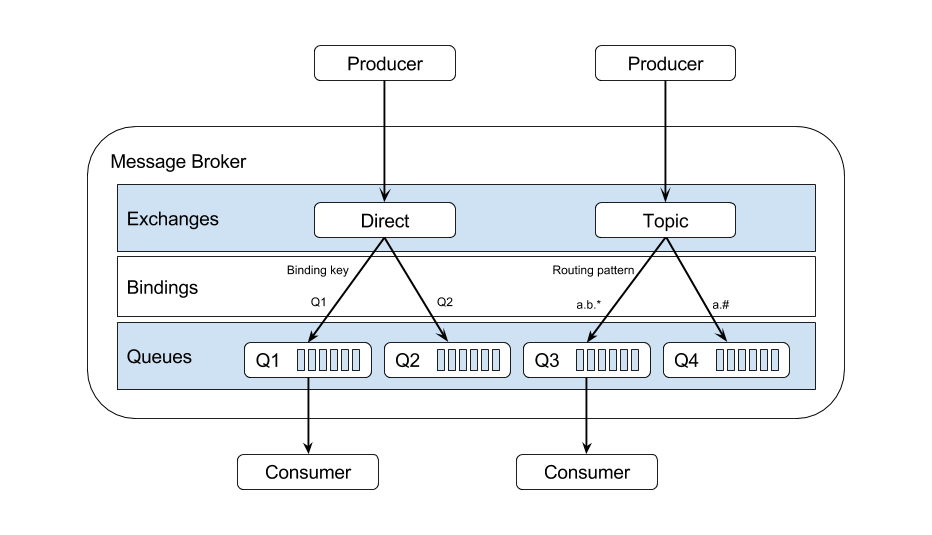 Producer
Producer
Message Broker
Exchanges
Direct
Topic
Binding key
Routing pattern
Bindings
Q1
Q2
a.b.*
a.#
Queues
Q1
Q2
Q3
Q4
Consumer
Consumer